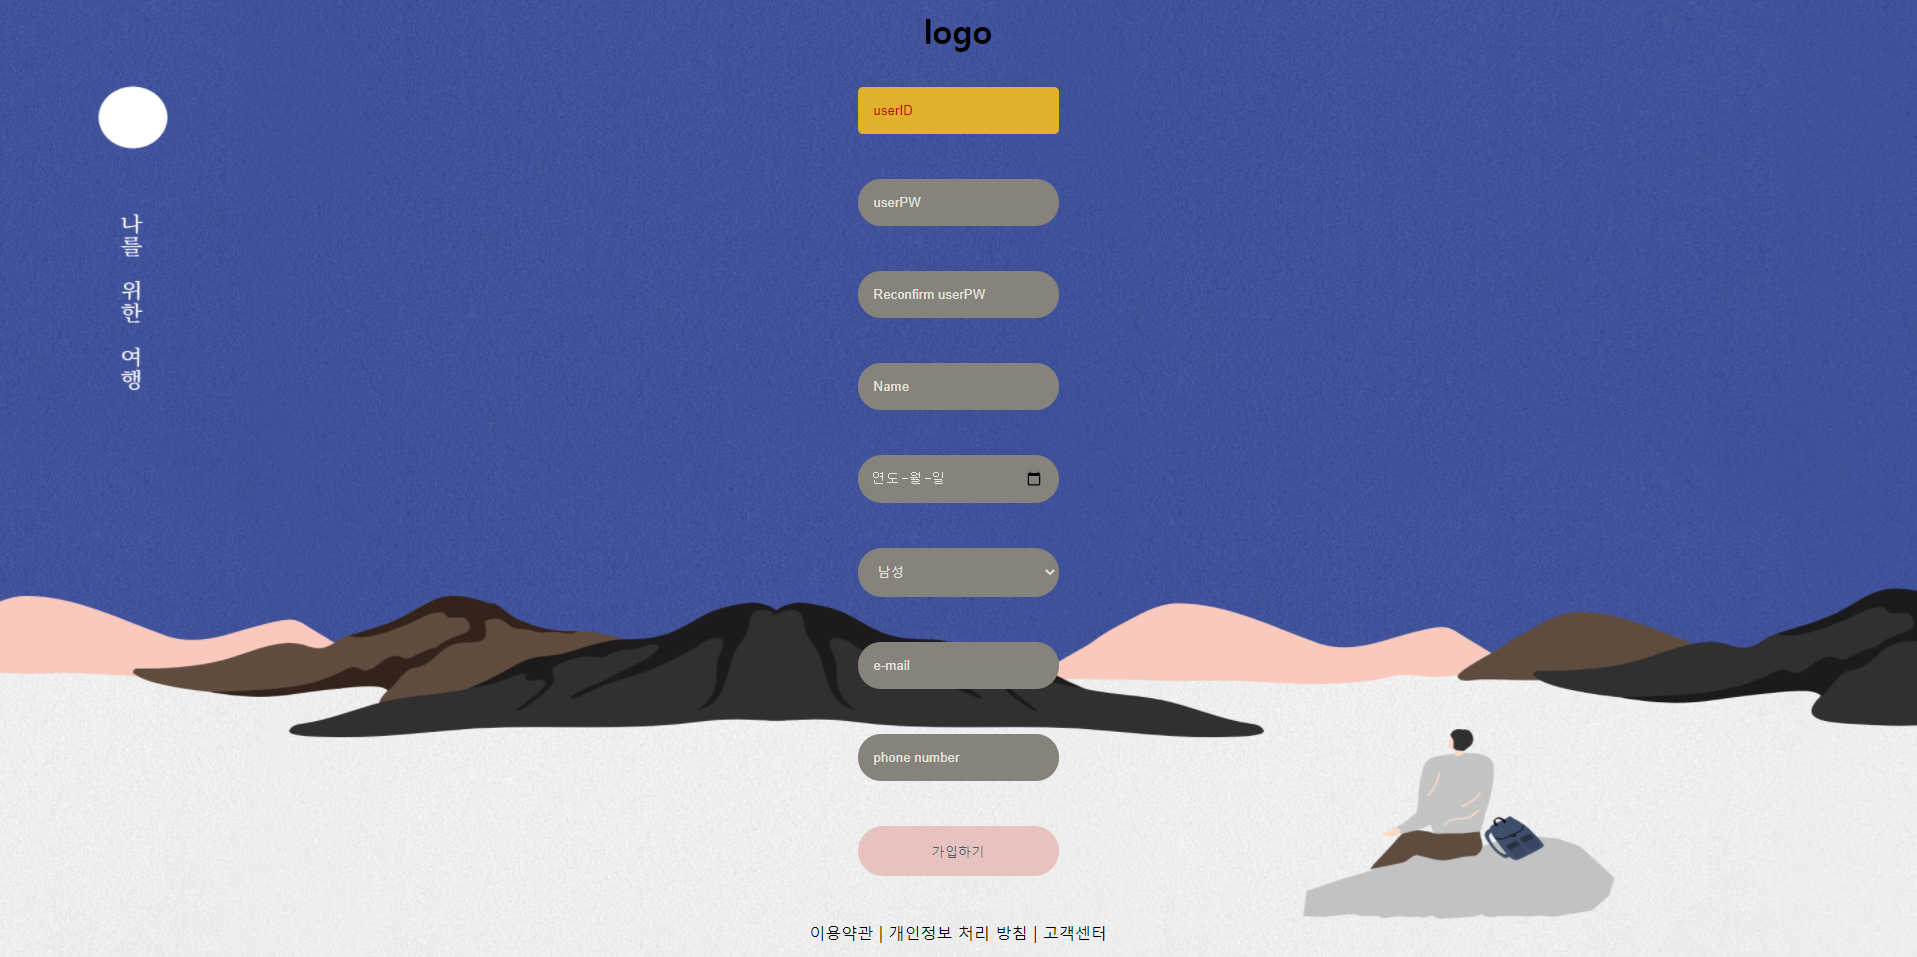 logo
userID
나를 위한 여행
userPW
Reconfirm userPW
Name
연도-월-일
남성
e-mail
phone number
가입하기
이용약관 | 개인정보 처리 방침 | 고객센터